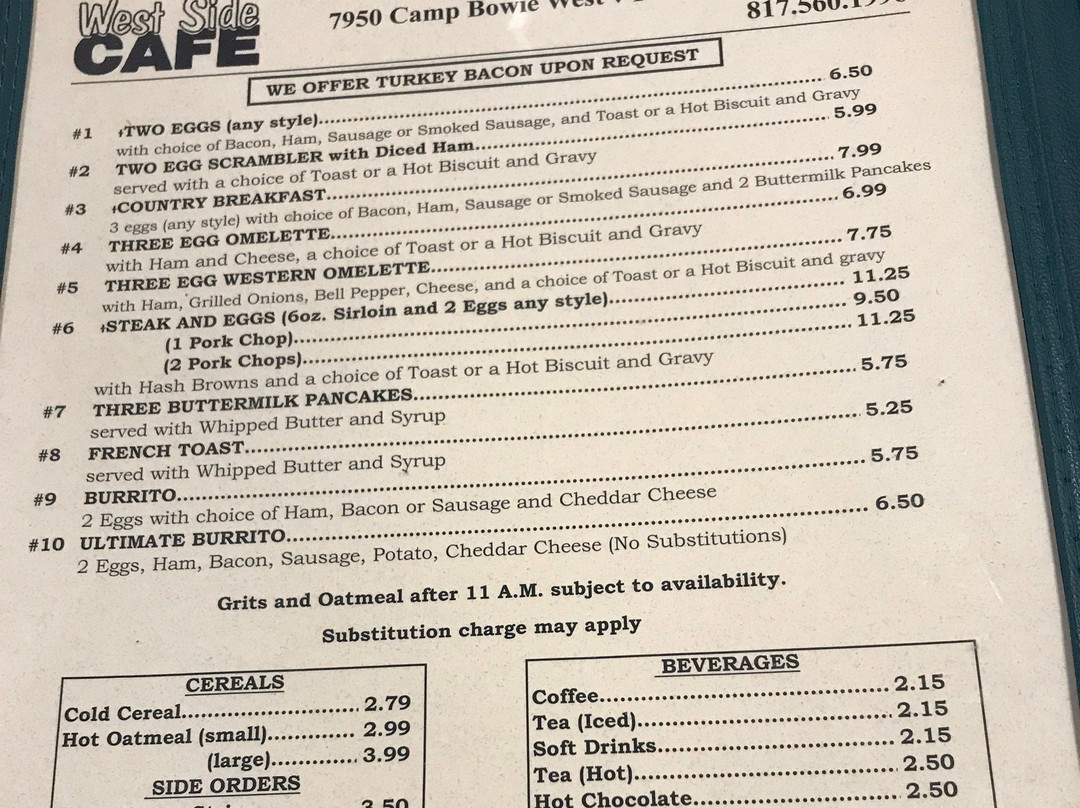 West Side
CAFE
7950 Camp Bowie West
817.560.1996
WE OFFER TURKEY BACON UPON REQUEST
#1 TWO EGGS (any style)........ 6.50
with choice of Bacon, Ham, Sausage or Smoked Sausage, and Toast or a Hot Biscuit and Gravy
#2 TWO EGG SCRAMBLER with Diced Ham........ 5.99
served with a choice of Toast or a Hot Biscuit and Gravy
#3 COUNTRY BREAKFAST........ 7.99
3 eggs (any style) with choice of Bacon, Ham, Sausage or Smoked Sausage and 2 Buttermilk Pancakes
#4 THREE EGG OMELETTE........ 6.99
with Ham and Cheese, a choice of Toast or a Hot Biscuit and Gravy
#5 THREE EGG WESTERN OMELETTE........ 7.75
with Ham, Grilled Onions, Bell Pepper, Cheese, and a choice of Toast or a Hot Biscuit and gravy
#6 STEAK AND EGGS (6oz. Sirloin and 2 Eggs any style)........ 11.25
(1 Pork Chop)........ 9.50
(2 Pork Chops)........ 11.25
with Hash Browns and a choice of Toast or a Hot Biscuit and Gravy
#7 THREE BUTTERMILK PANCAKES........ 5.75
served with Whipped Butter and Syrup
#8 FRENCH TOAST........ 5.25
served with Whipped Butter and Syrup
#9 BURRITO........ 5.75
2 Eggs with choice of Ham, Bacon or Sausage and Cheddar Cheese
#10 ULTIMATE BURRITO........ 6.50
2 Eggs, Ham, Bacon, Sausage, Potato, Cheddar Cheese (No Substitutions)
Grits and Oatmeal after 11 A.M. subject to availability.
Substitution charge may apply
CEREALS
Cold Cereal........ 2.79
Hot Oatmeal (small)........ 2.99
(large)........ 3.99
SIDE ORDERS
3.50
BEVERAGES
Coffee........ 2.15
Tea (Iced)........ 2.15
Soft Drinks........ 2.15
Tea (Hot)........ 2.50
Hot Chocolate........ 2.50